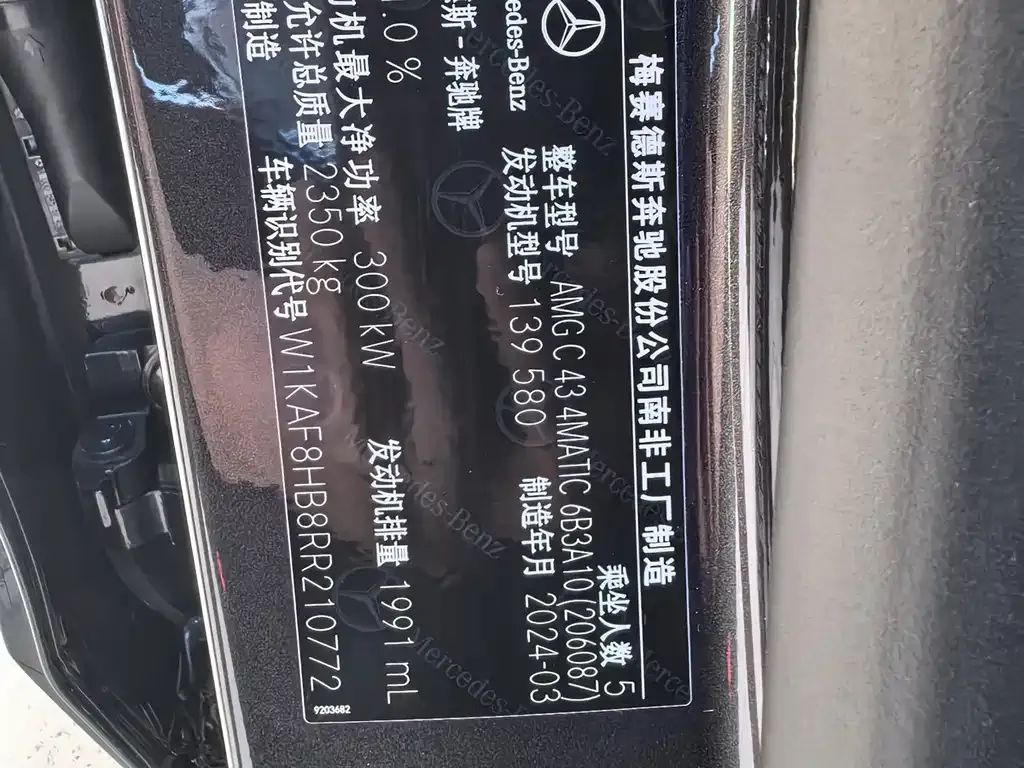 梅赛德斯奔驰股份公司南非工厂制造
乘坐人数 5
整车型号 AMG C 43 4MATIC 6B3A10(206087)
edes-Benz
发动机型号 139 580 制造年月 2024-03
斯-奔驰牌
.0 %
机最大净功率 300 kW 发动机排量 1991 mL
允许总质量 2350 kg
制造
车辆识别代号 W1KAF8HB8RR210772
9203682